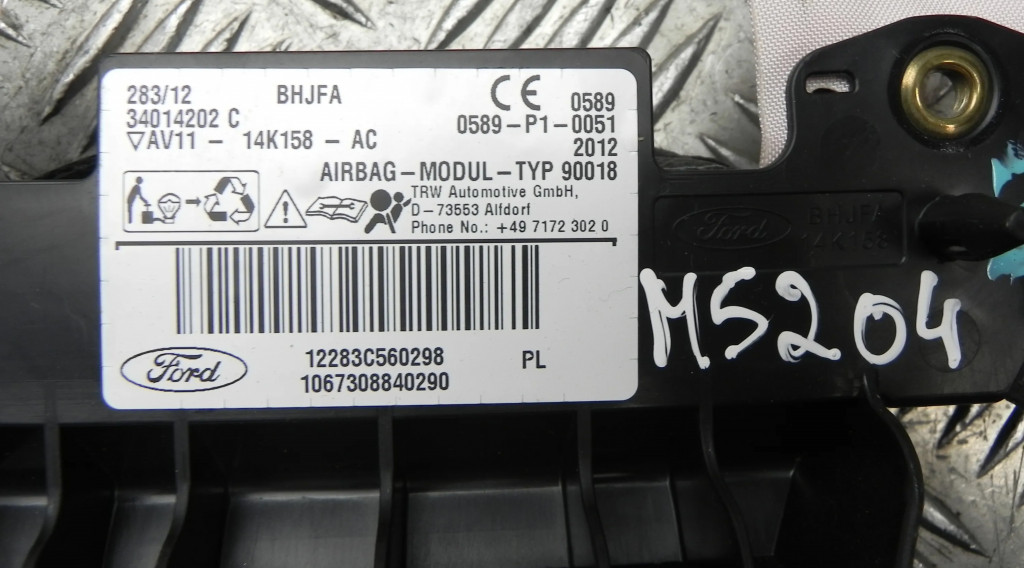 283/12 BHJFA
34014202 C
▽AV11 - 14K158 - AC
CE 0589
0589-P1-0051
2012
AIRBAG-MODUL-TYP 90018
TRW Automotive GmbH,
D-73553 Alfdorf
Phone No.: +49 7172 302 0
12283C560298 PL
1067308840290
Ford
Ford
BHJFA
14K158
M5204